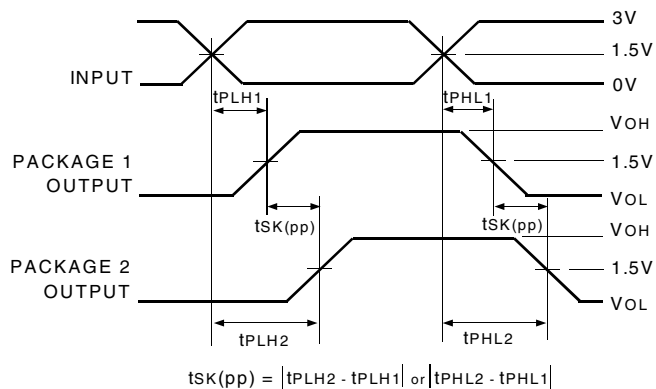 3V
1.5V
INPUT
0V
tPLH1
tPHL1
VOH
PACKAGE 1
OUTPUT
1.5V
VOL
tSK(pp)
tSK(pp)
VOH
PACKAGE 2
OUTPUT
1.5V
VOL
tPLH2
tPHL2
tSK(pp) = |tPLH2 - tPLH1| or |tPHL2 - tPHL1|